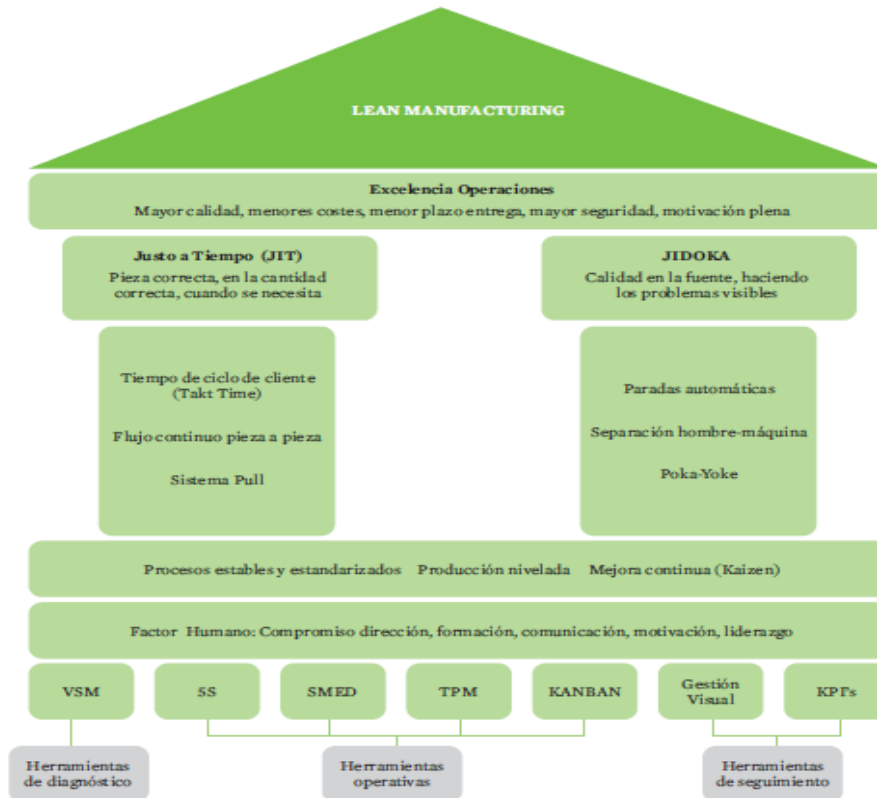 LEAN MANUFACTURING
Excelencia Operaciones
Mayor calidad, menores costes, menor plazo entrega, mayor seguridad, motivación plena
Justo a Tiempo (JIT)
Pieza correcta, en la cantidad
correcta, cuando se necesita
JIDOKA
Calidad en la fuente, haciendo
los problemas visibles
Tiempo de ciclo de cliente
(Takt Time)
Flujo continuo pieza a pieza
Sistema Pull
Paradas automáticas
Separación hombre-máquina
Poka-Yoke
Procesos estables y estandarizados Producción nivelada Mejora continua (Kaizen)
Factor Humano: Compromiso dirección, formación, comunicación, motivación, liderazgo
VSM
5S
SMED
TPM
KANBAN
Gestión
Visual
KPI's
Herramientas
de diagnóstico
Herramientas
operativas
Herramientas
de seguimiento